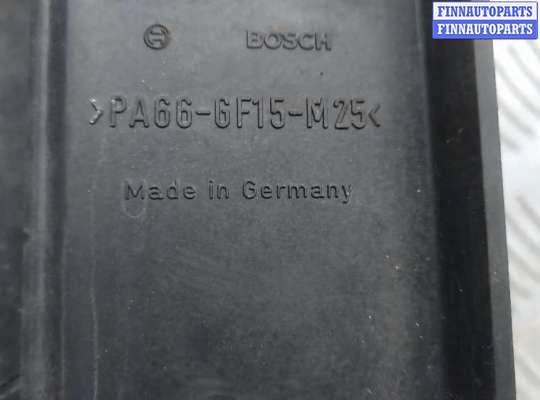 FINNAUTOPARTS
FINNAUTOPARTS
BOSCH
>PA66-GF15-M25<
Made in Germany